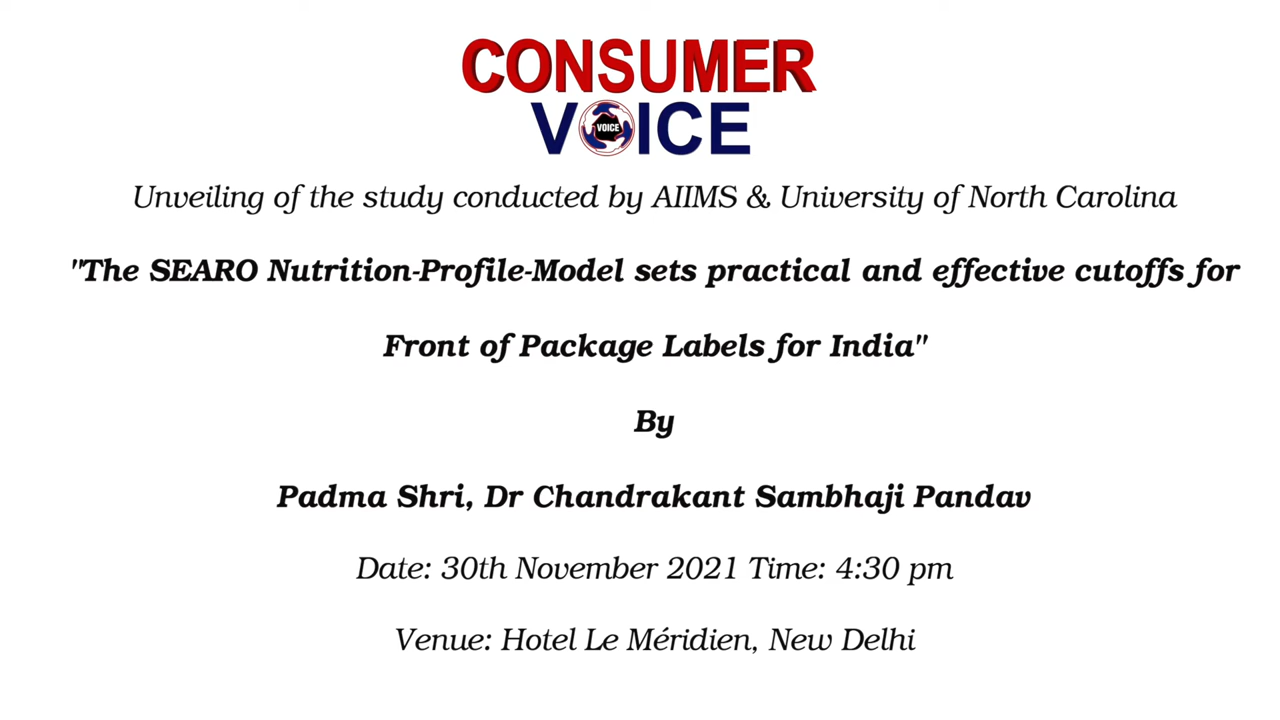 CONSUMER
VOICE
VOICE
Unveiling of the study conducted by AIIMS & University of North Carolina
"The SEARO Nutrition-Profile-Model sets practical and effective cutoffs for
Front of Package Labels for India"
By
Padma Shri, Dr Chandrakant Sambhaji Pandav
Date: 30th November 2021 Time: 4:30 pm
Venue: Hotel Le Méridien, New Delhi